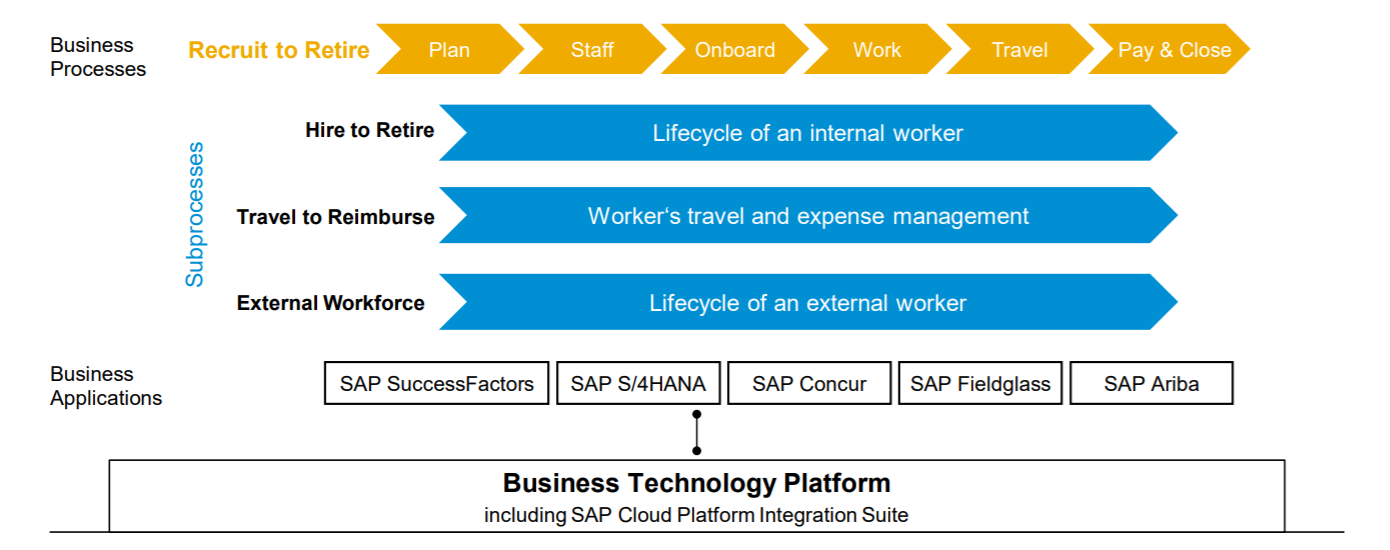 Business
Processes
Recruit to Retire
Plan
Staff
Onboard
Work
Travel
Pay & Close
Subprocesses
Hire to Retire
Lifecycle of an internal worker
Travel to Reimburse
Worker‘s travel and expense management
External Workforce
Lifecycle of an external worker
Business
Applications
SAP SuccessFactors
SAP S/4HANA
SAP Concur
SAP Fieldglass
SAP Ariba
Business Technology Platform
including SAP Cloud Platform Integration Suite